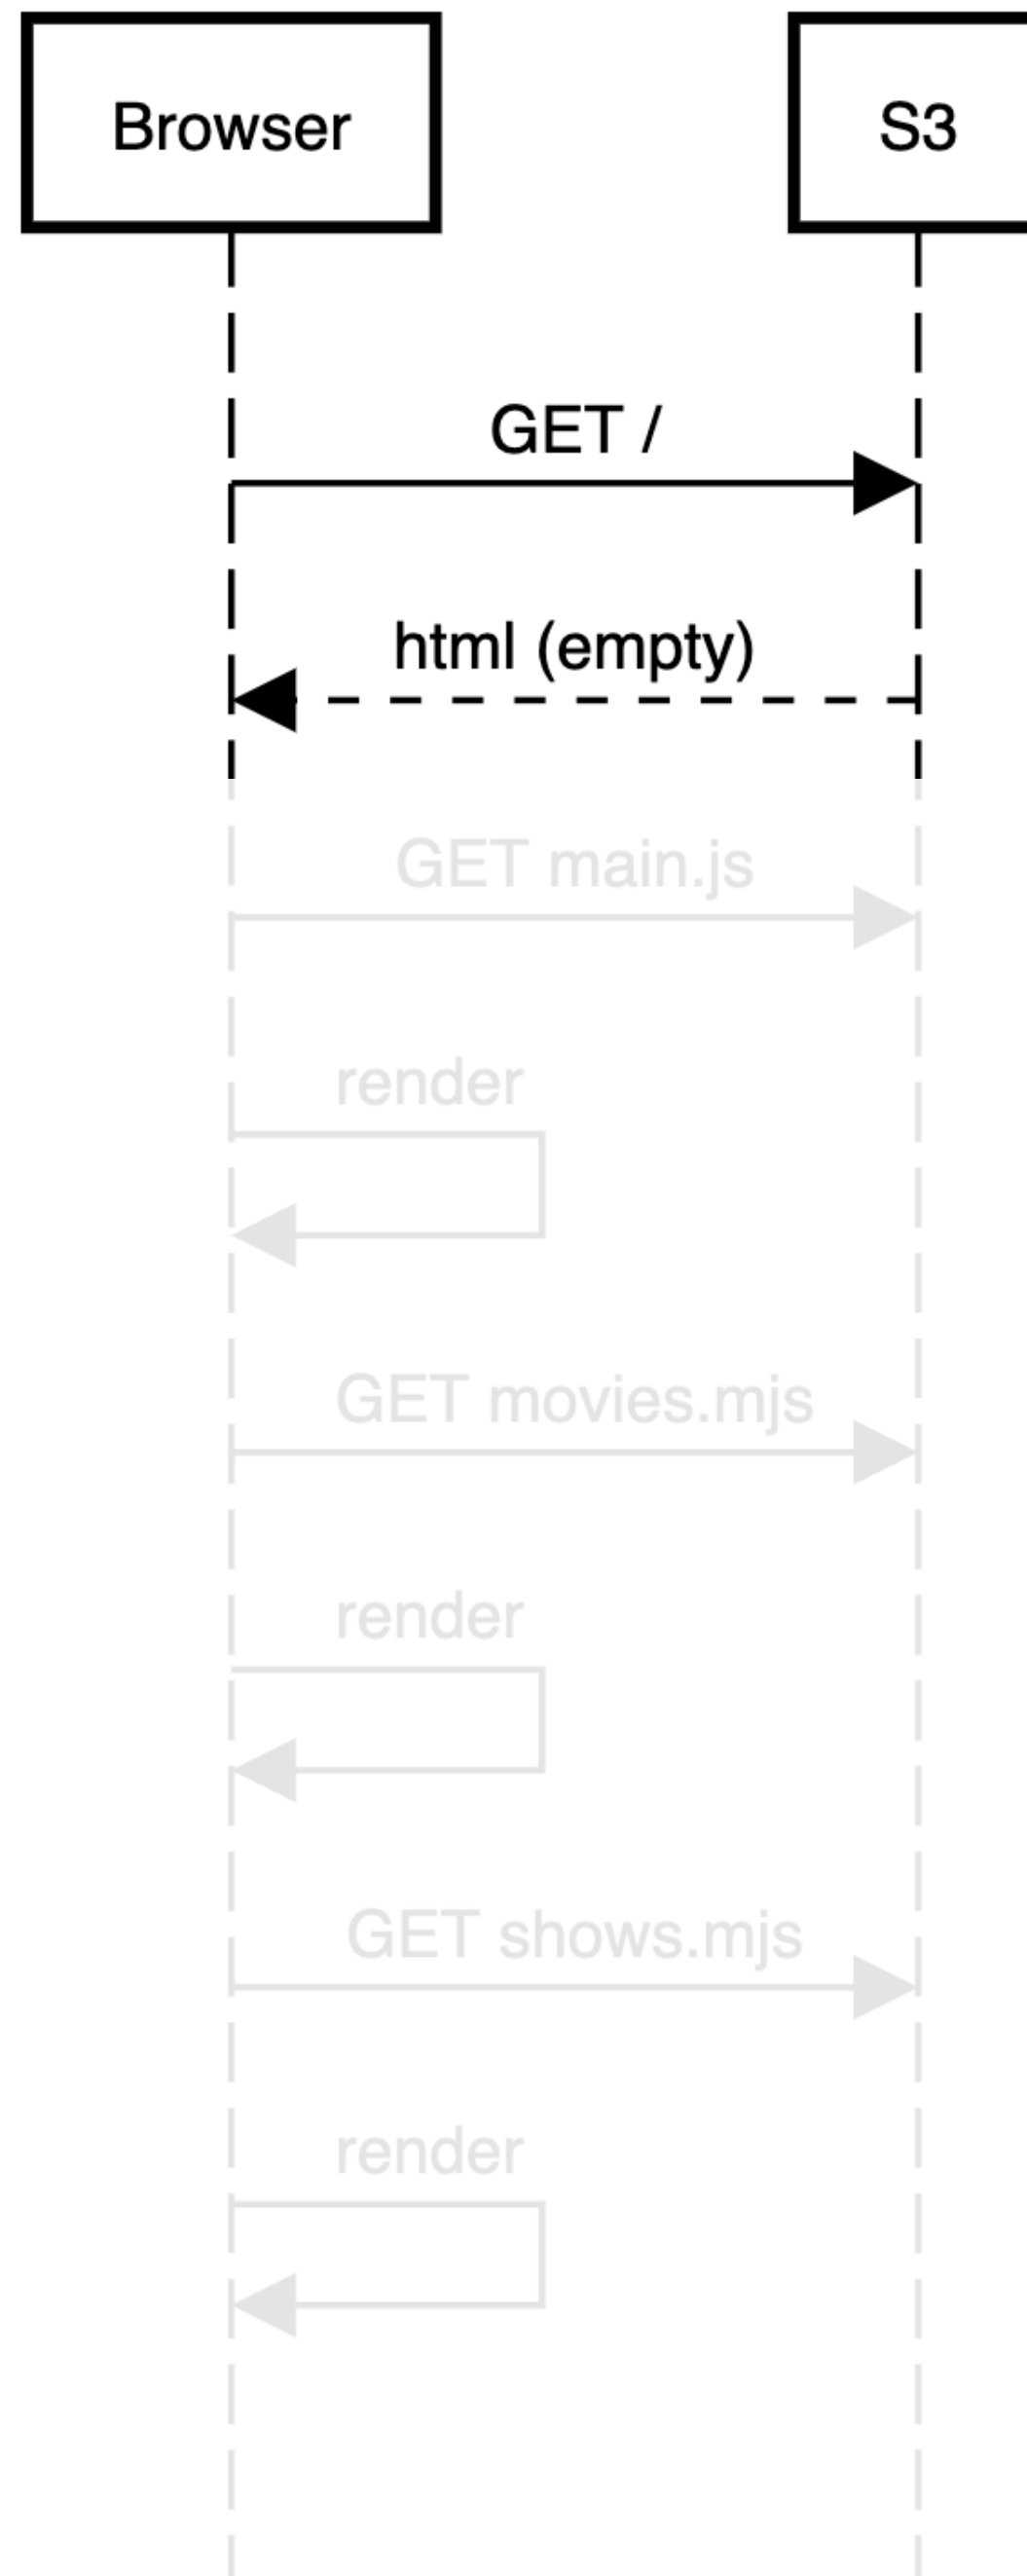 Browser
S3
GET /
html (empty)
GET main.js
render
GET movies.mjs
render
GET shows.mjs
render